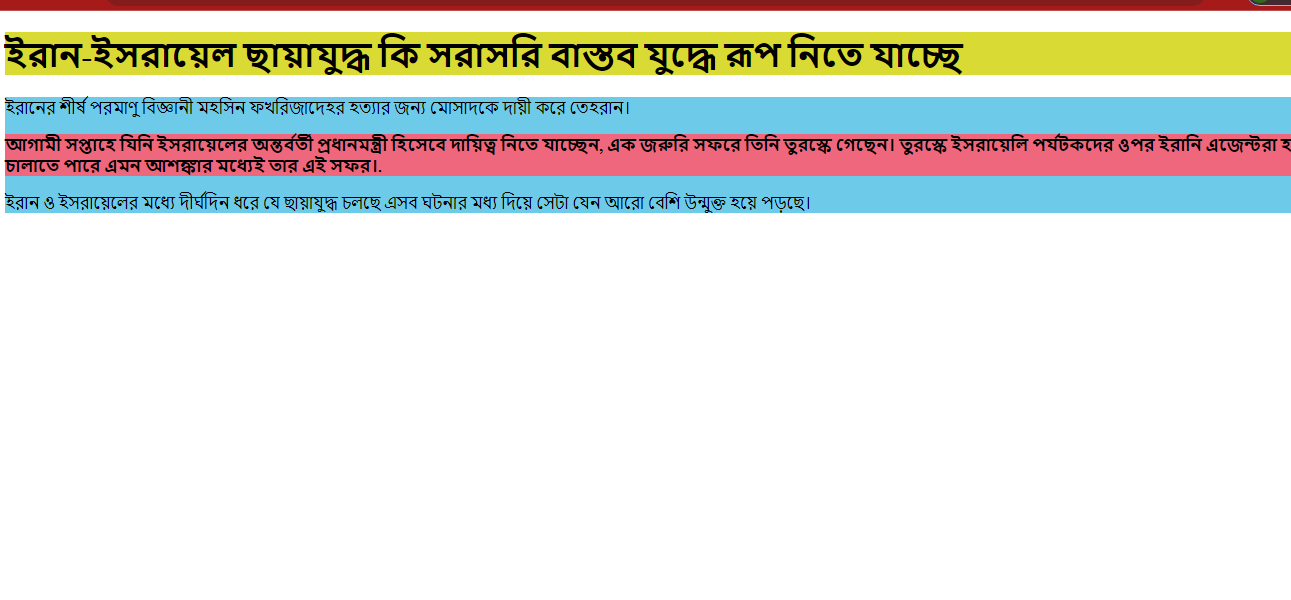 ইরান-ইসরায়েল ছায়াযুদ্ধ কি সরাসরি বাস্তব যুদ্ধে রূপ নিতে যাচ্ছে
ইরানের শীর্ষ পরমাণু বিজ্ঞানী মহসিন ফখরিজাদেহর হত্যার জন্য মোসাদকে দায়ী করে তেহরান।
আগামী সপ্তাহে যিনি ইসরায়েলের অন্তর্বর্তী প্রধানমন্ত্রী হিসেবে দায়িত্ব নিতে যাচ্ছেন, এক জরুরি সফরে তিনি তুরস্কে গেছেন। তুরস্কে ইসরায়েলি পর্যটকদের ওপর ইরানি এজেন্টরা
চালাতে পারে এমন আশঙ্কার মধ্যেই তার এই সফর।.
ইরান ও ইসরায়েলের মধ্যে দীর্ঘদিন ধরে যে ছায়াযুদ্ধ চলছে এসব ঘটনার মধ্য দিয়ে সেটা যেন আরো বেশি উন্মুক্ত হয়ে পড়ছে।